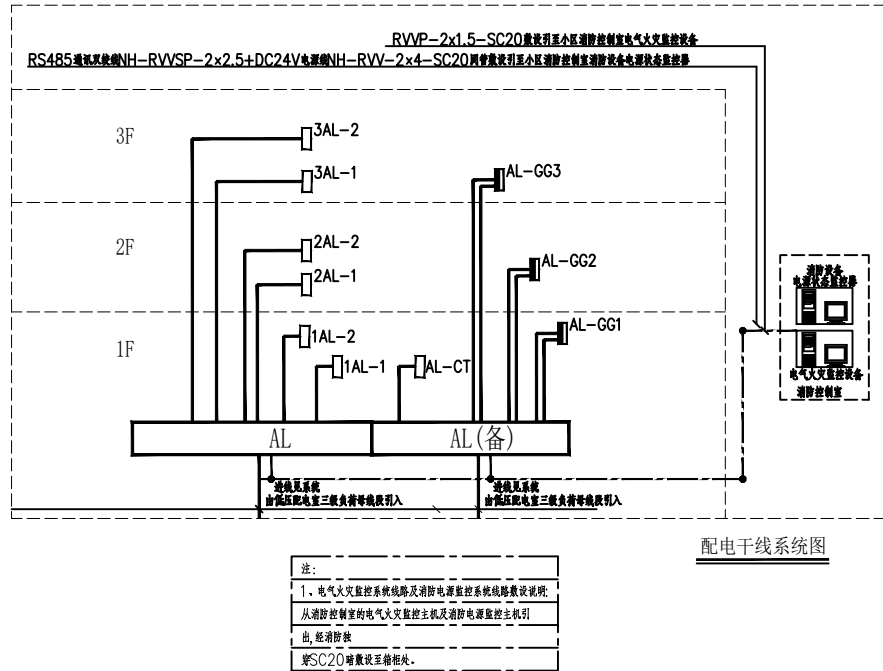 RVVP-2x1.5-SC20敷设引至小区消防控制室电气火灾监控设备
RS485通讯双绞线NH-RVVSP-2×2.5+DC24V电源线NH-RVV-2×4-SC20同管敷设引至小区消防控制室消防设备电源状态监控器
3F
3AL-2
3AL-1
AL-GG3
2F
2AL-2
2AL-1
AL-GG2
1F
1AL-2
1AL-1
AL-CT
AL-GG1
消防设备
电源状态监控器
电气火灾监控设备
消防控制室
AL
AL(备)
进线见系统
由低压配电室三级负荷母线段引入
进线见系统
由低压配电室三级负荷母线段引入
配电干线系统图
注:
1、电气火灾监控系统线路及消防电源监控系统线路敷设说明:
从消防控制室的电气火灾监控主机及消防电源监控主机引
出,经消防独
穿SC20暗敷设至箱柜处。